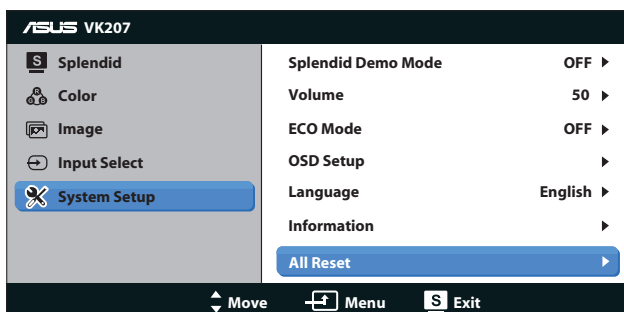 ASUS VK207
S Splendid
Color
Image
Input Select
System Setup
Splendid Demo Mode OFF
Volume 50
ECO Mode OFF
OSD Setup
Language English
Information
All Reset
Move Menu S Exit